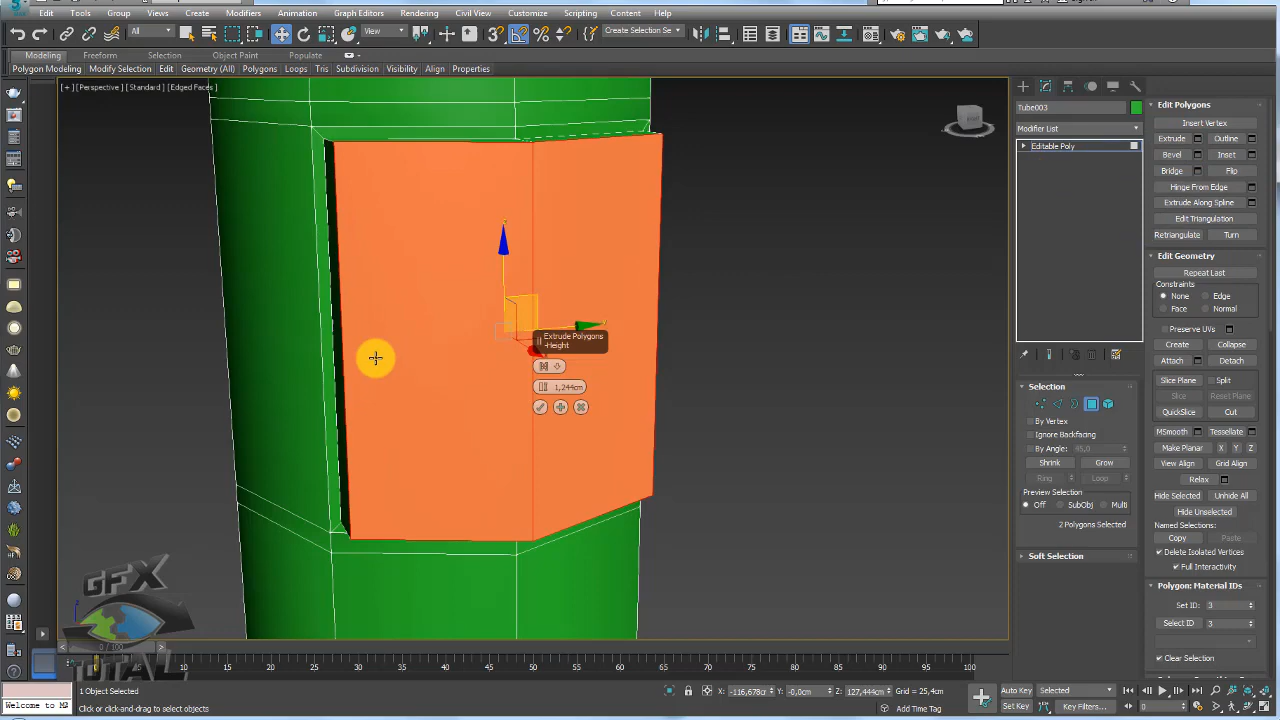 Edit Tools Group Views Create Modifiers Animation Graph Editors Rendering Civil View Customize Scripting Content Help
All View Create Selection Se
Modeling Freeform Selection Object Paint Populate
Polygon Modeling Modify Selection Edit Geometry (All) Polygons Loops Tris Subdivision Visibility Align Properties
[+] [Perspective] [Standard] [Edged Faces]
Extrude Polygons
-Height
1,244cm
Tube003
Modifier List
Editable Poly
Selection
By Vertex
Ignore Backfacing
By Angle: 45,0
Shrink Grow
Ring Loop
Preview Selection
Off SubObj Multi
2 Polygons Selected
Soft Selection
Edit Polygons
Insert Vertex
Extrude Outline
Bevel Inset
Bridge Flip
Hinge From Edge
Extrude Along Spline
Edit Triangulation
Retriangulate Turn
Edit Geometry
Repeat Last
Constraints
None Edge
Face Normal
Preserve UVs
Create Collapse
Attach Detach
Slice Plane Split
Slice Reset Plane
QuickSlice Cut
MSmooth Tessellate
Make Planar X Y Z
View Align Grid Align
Relax
Hide Selected Unhide All
Hide Unselected
Named Selections:
Copy Paste
Delete Isolated Vertices
Full Interactivity
Polygon: Material IDs
Set ID: 3
Select ID 3
Clear Selection
GFX
TOTAL
0 / 100
15 20 25 30 35 40 45 50 55 60 65 70 75 80 85 90 95 100
1 Object Selected
Click or click-and-drag to select objects
Welcome to M
X: -116,678cm Y: -0,0cm Z: 127,444cm Grid = 25,4cm
Add Time Tag
Auto Key Selected
Set Key Key Filters...
0